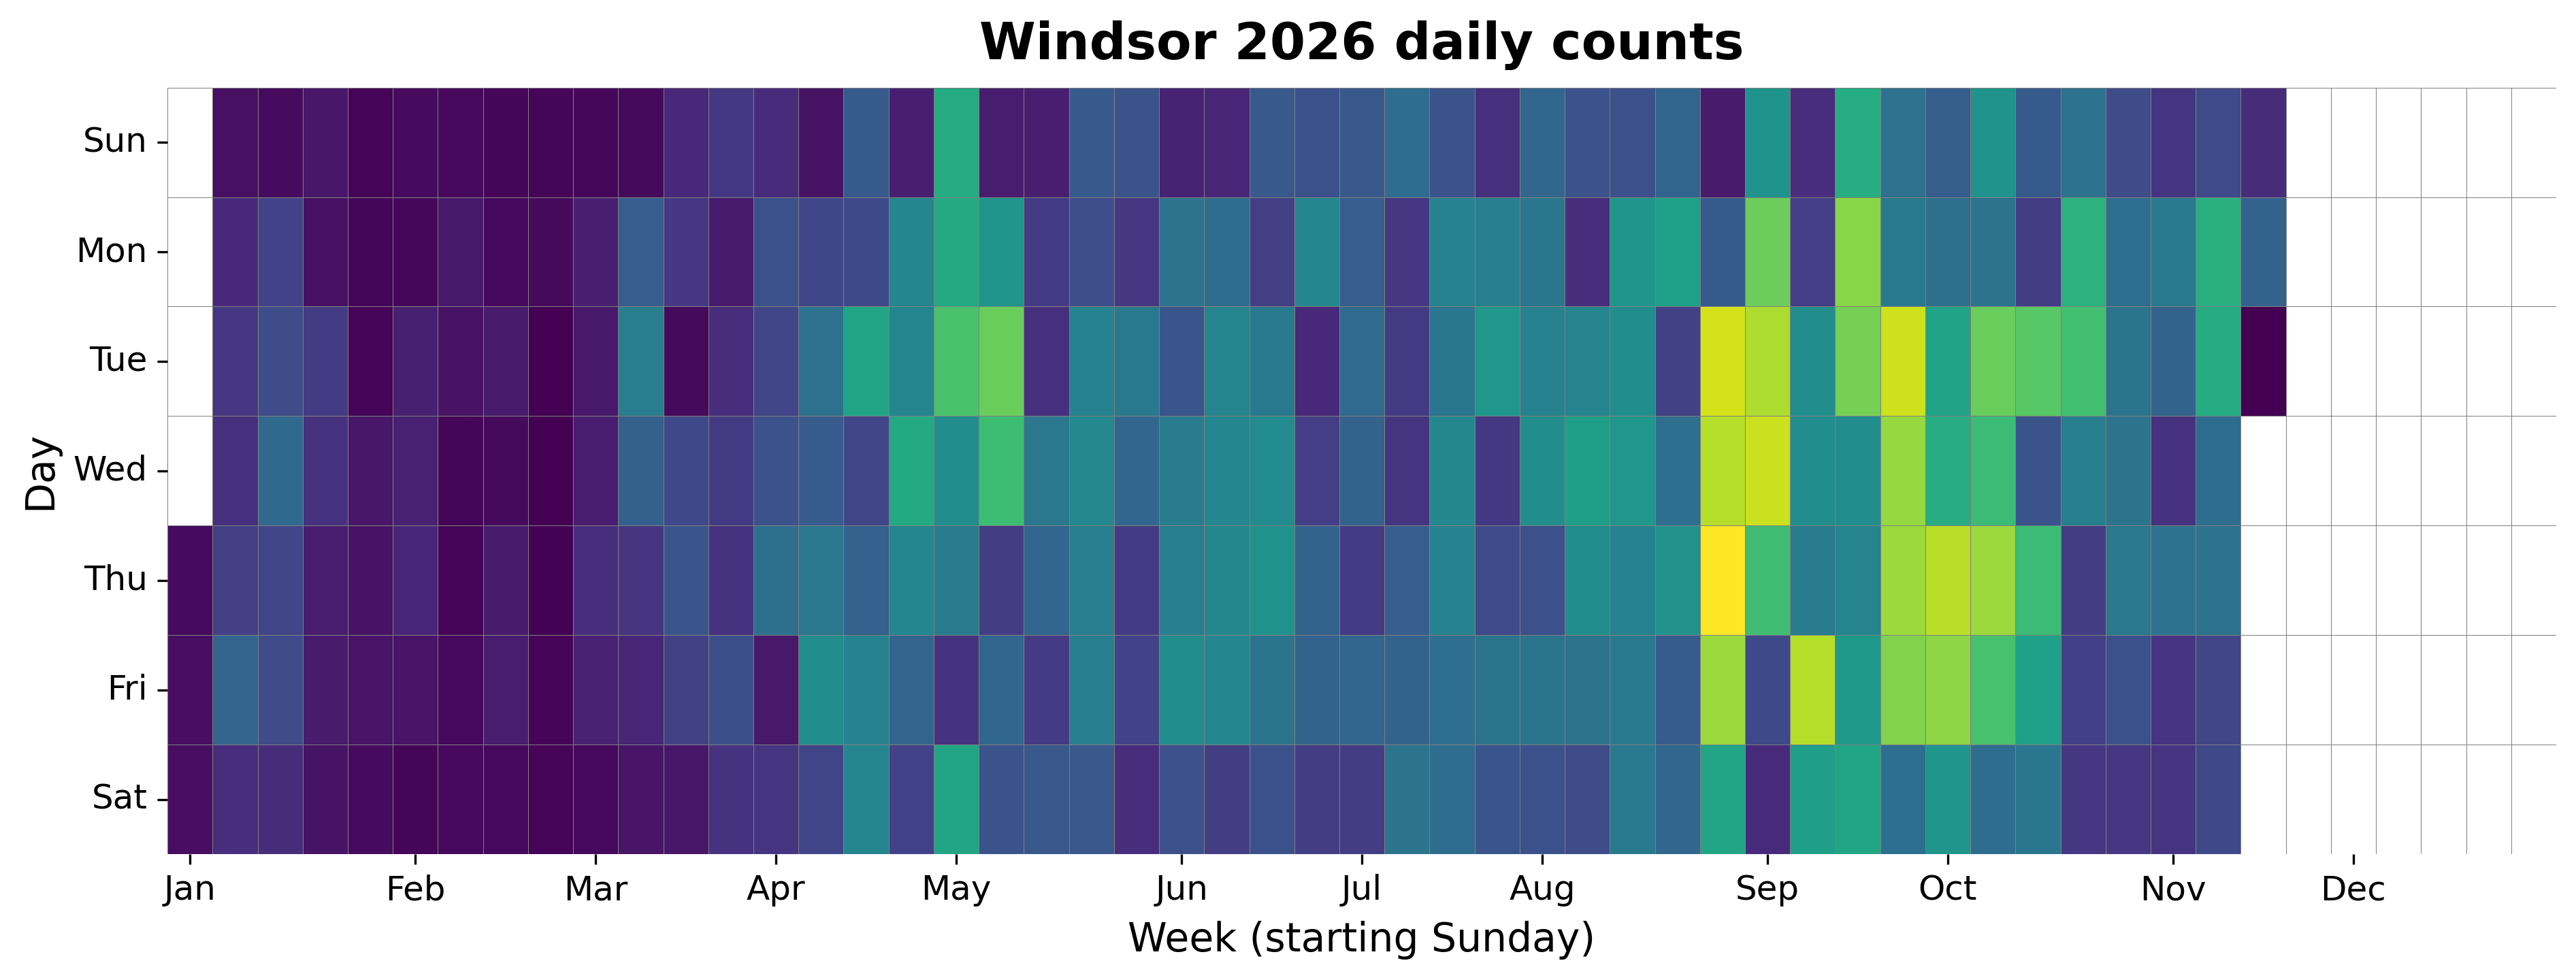 Windsor 2026 daily counts
Day
Sun
Mon
Tue
Wed
Thu
Fri
Sat
Jan Feb Mar Apr May Jun Jul Aug Sep Oct Nov Dec
Week (starting Sunday)